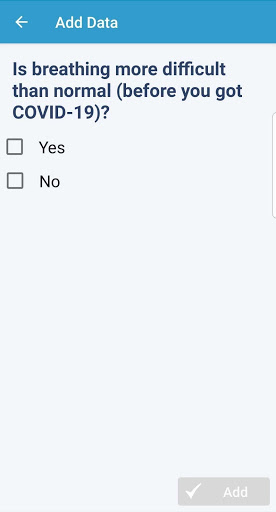 Add Data
Is breathing more difficult
than normal (before you got
COVID-19)?
Yes
No
Add